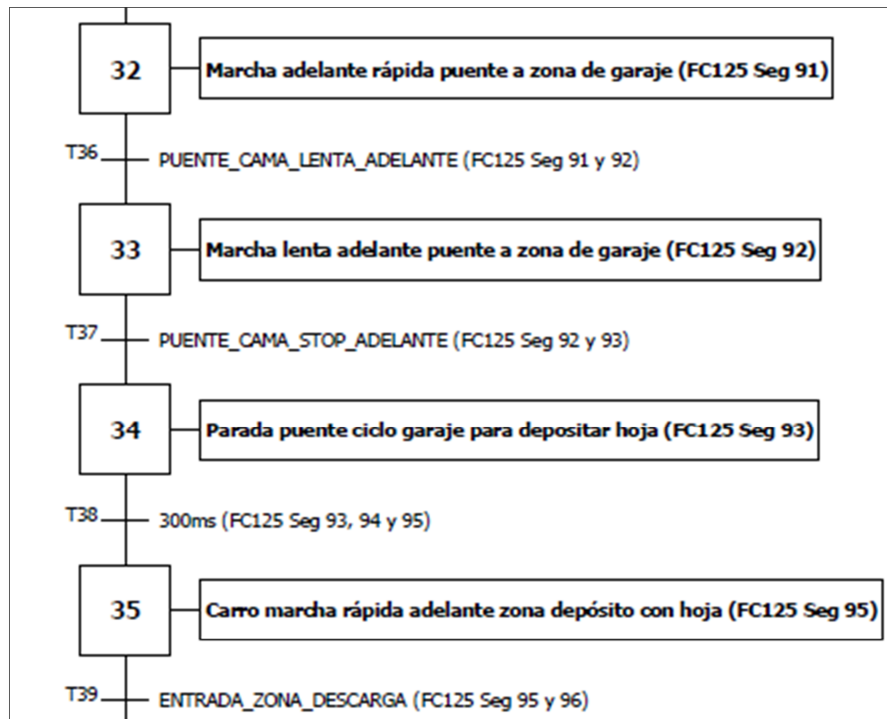 32
Marcha adelante rápida puente a zona de garaje (FC125 Seg 91)
T36
PUENTE_CAMA_LENTA_ADELANTE (FC125 Seg 91 y 92)
33
Marcha lenta adelante puente a zona de garaje (FC125 Seg 92)
T37
PUENTE_CAMA_STOP_ADELANTE (FC125 Seg 92 y 93)
34
Parada puente ciclo garaje para depositar hoja (FC125 Seg 93)
T38
300ms (FC125 Seg 93, 94 y 95)
35
Carro marcha rápida adelante zona depósito con hoja (FC125 Seg 95)
T39
ENTRADA_ZONA_DESCARGA (FC125 Seg 95 y 96)